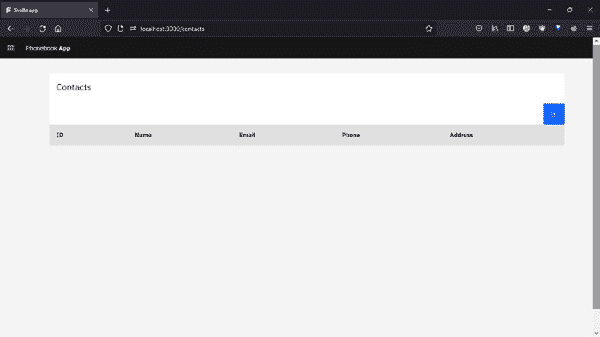 Svelte app
localhost:3000/contacts
Phonebook App
Contacts
ID Name Email Phone Address